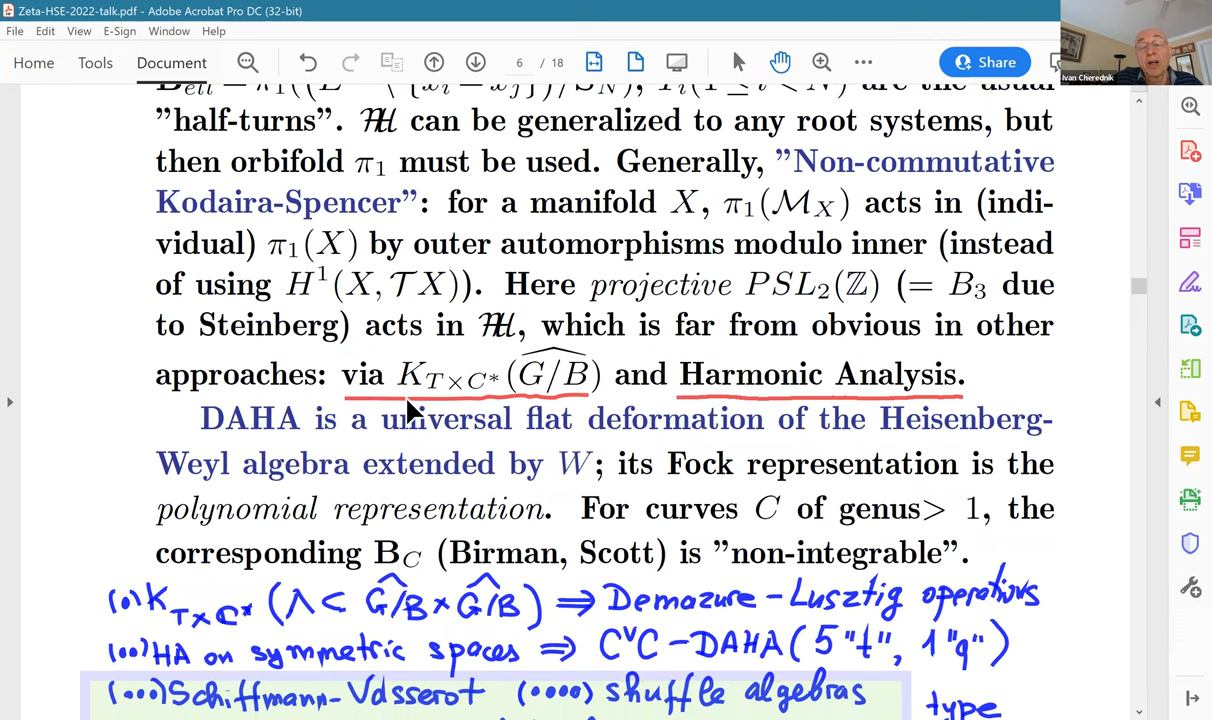 Zeta-HSE-2022-talk.pdf - Adobe Acrobat Pro DC (32-bit)
File Edit View E-Sign Window Help
Home Tools Document 6 / 18 Share
Ivan Cherednik
"half-turns". ℋℋ can be generalized to any root systems, but
then orbifold π₁ must be used. Generally, "Non-commutative
Kodaira-Spencer": for a manifold X, π₁(ℳ_X) acts in (indi-
vidual) π₁(X) by outer automorphisms modulo inner (instead
of using H¹(X, 𝒯X)). Here projective PSL₂(ℤ) (= B₃ due
to Steinberg) acts in ℋℋ, which is far from obvious in other
approaches: via K_{T×C*}(\widehat{G/B}) and Harmonic Analysis.
DAHA is a universal flat deformation of the Heisenberg-
Weyl algebra extended by W; its Fock representation is the
polynomial representation. For curves C of genus> 1, the
corresponding B_C (Birman, Scott) is "non-integrable".
(∘) K_{T×C*} (Λ ⊂ \widehat{G/B} × \widehat{G/B}) ⇒ Demazure-Lusztig operations
(∘∘) HA on symmetric spaces ⇒ C^∨C-DAHA (5 "t", 1 "q")
(∘∘∘) Schiffmann-Vasserot (∘∘∘∘) shuffle algebras
type